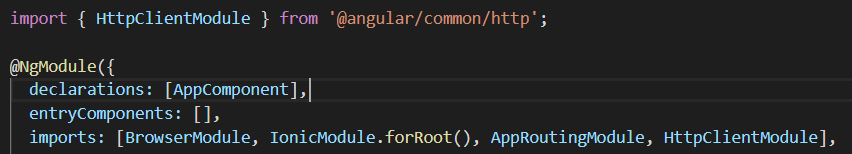 import { HttpClientModule } from '@angular/common/http';
@NgModule({
declarations: [AppComponent],
entryComponents: [],
imports: [BrowserModule, IonicModule.forRoot(), AppRoutingModule, HttpClientModule],